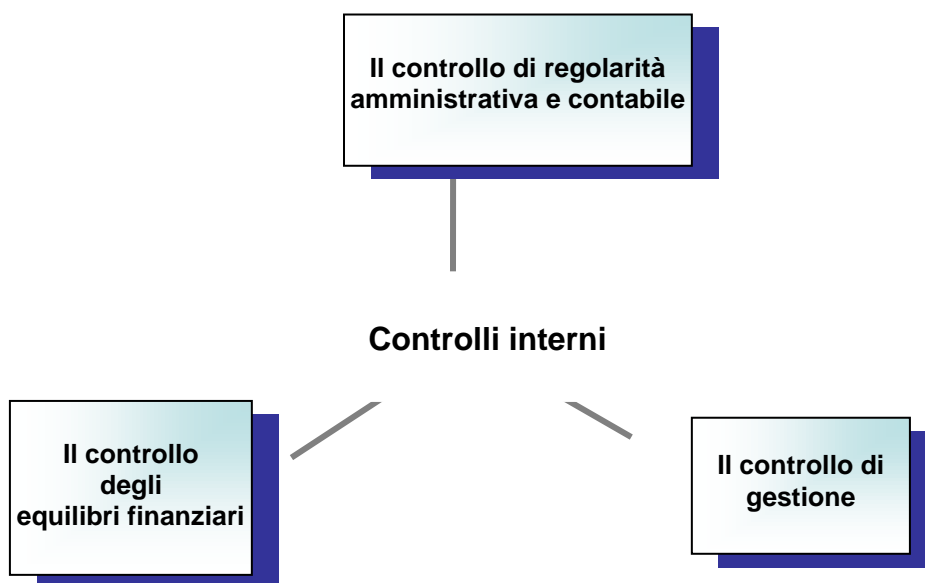 Il controllo di regolarità
amministrativa e contabile
Controlli interni
Il controllo
degli
equilibri finanziari
Il controllo di
gestione